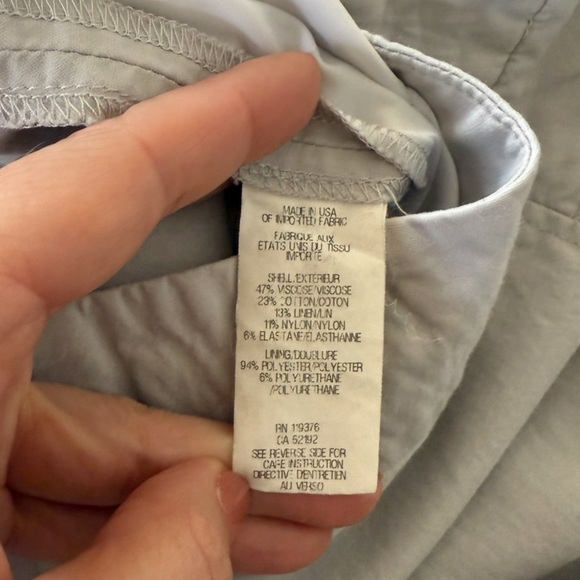 MADE IN USA
OF IMPORTED FABRIC
FABRIQUE AUX
ETATS UNIS DU TISSU
IMPORTE
SHELL/EXTERIEUR
47% VISCOSE/VISCOSE
23% COTTON/COTON
13% LINEN/LIN
11% NYLON/NYLON
6% ELASTANE/ELASTHANNE
LINING/DOUBLURE
94% POLYESTER/POLYESTER
6% POLYURETHANE
/POLYURETHANE
RN 119376
CA 52192
SEE REVERSE SIDE FOR
CARE INSTRUCTION
DIRECTIVE D'ENTRETIEN
AU VERSO